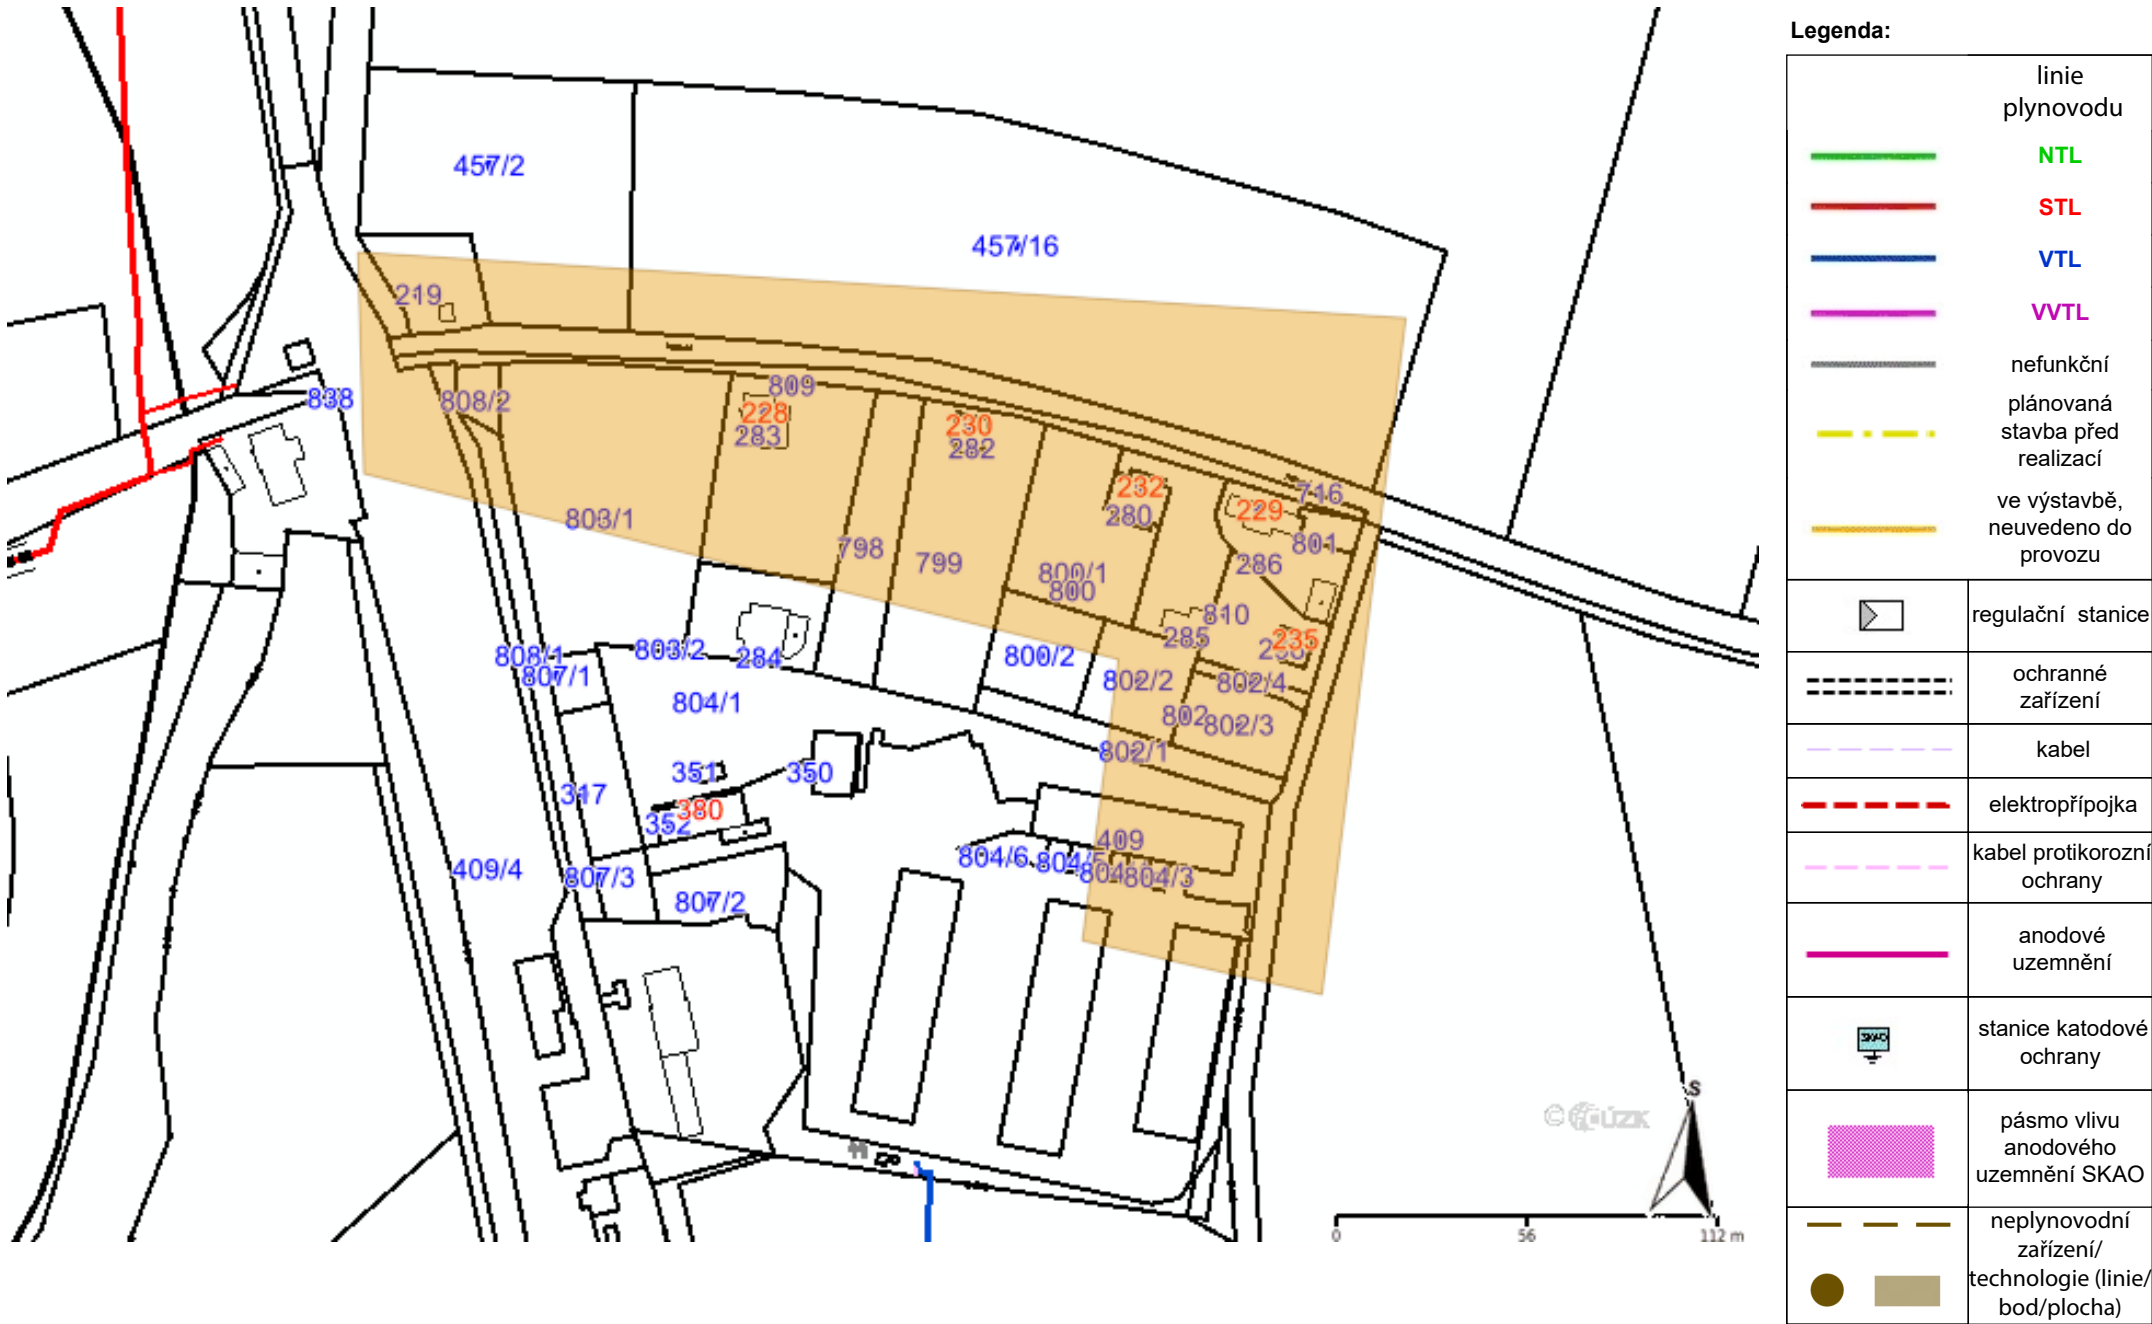 Legenda:
linie
plynovodu
NTL
STL
VTL
VVTL
nefunkční
plánovaná
stavba před
realizací
ve výstavbě,
neuvedeno do
provozu
regulační stanice
ochranné
zařízení
kabel
elektropřípojka
kabel protikorozní
ochrany
anodové
uzemnění
SKAO
stanice katodové
ochrany
pásmo vlivu
anodového
uzemnění SKAO
neplynovodní
zařízení/
technologie (linie/
bod/plocha)
457/2
457/16
219
838
808/2
809
228
283
230
282
232
280
229
716
801
286
803/1
798
799
800/1
800
810
285
235
808/1
807/1
803/2
284
800/2
802/2
802/4
802
802/3
804/1
802/1
351
350
317
380
352
409
804/6
804/3
409/4
807/3
807/2
© ČÚZK
S
0
56
112 m